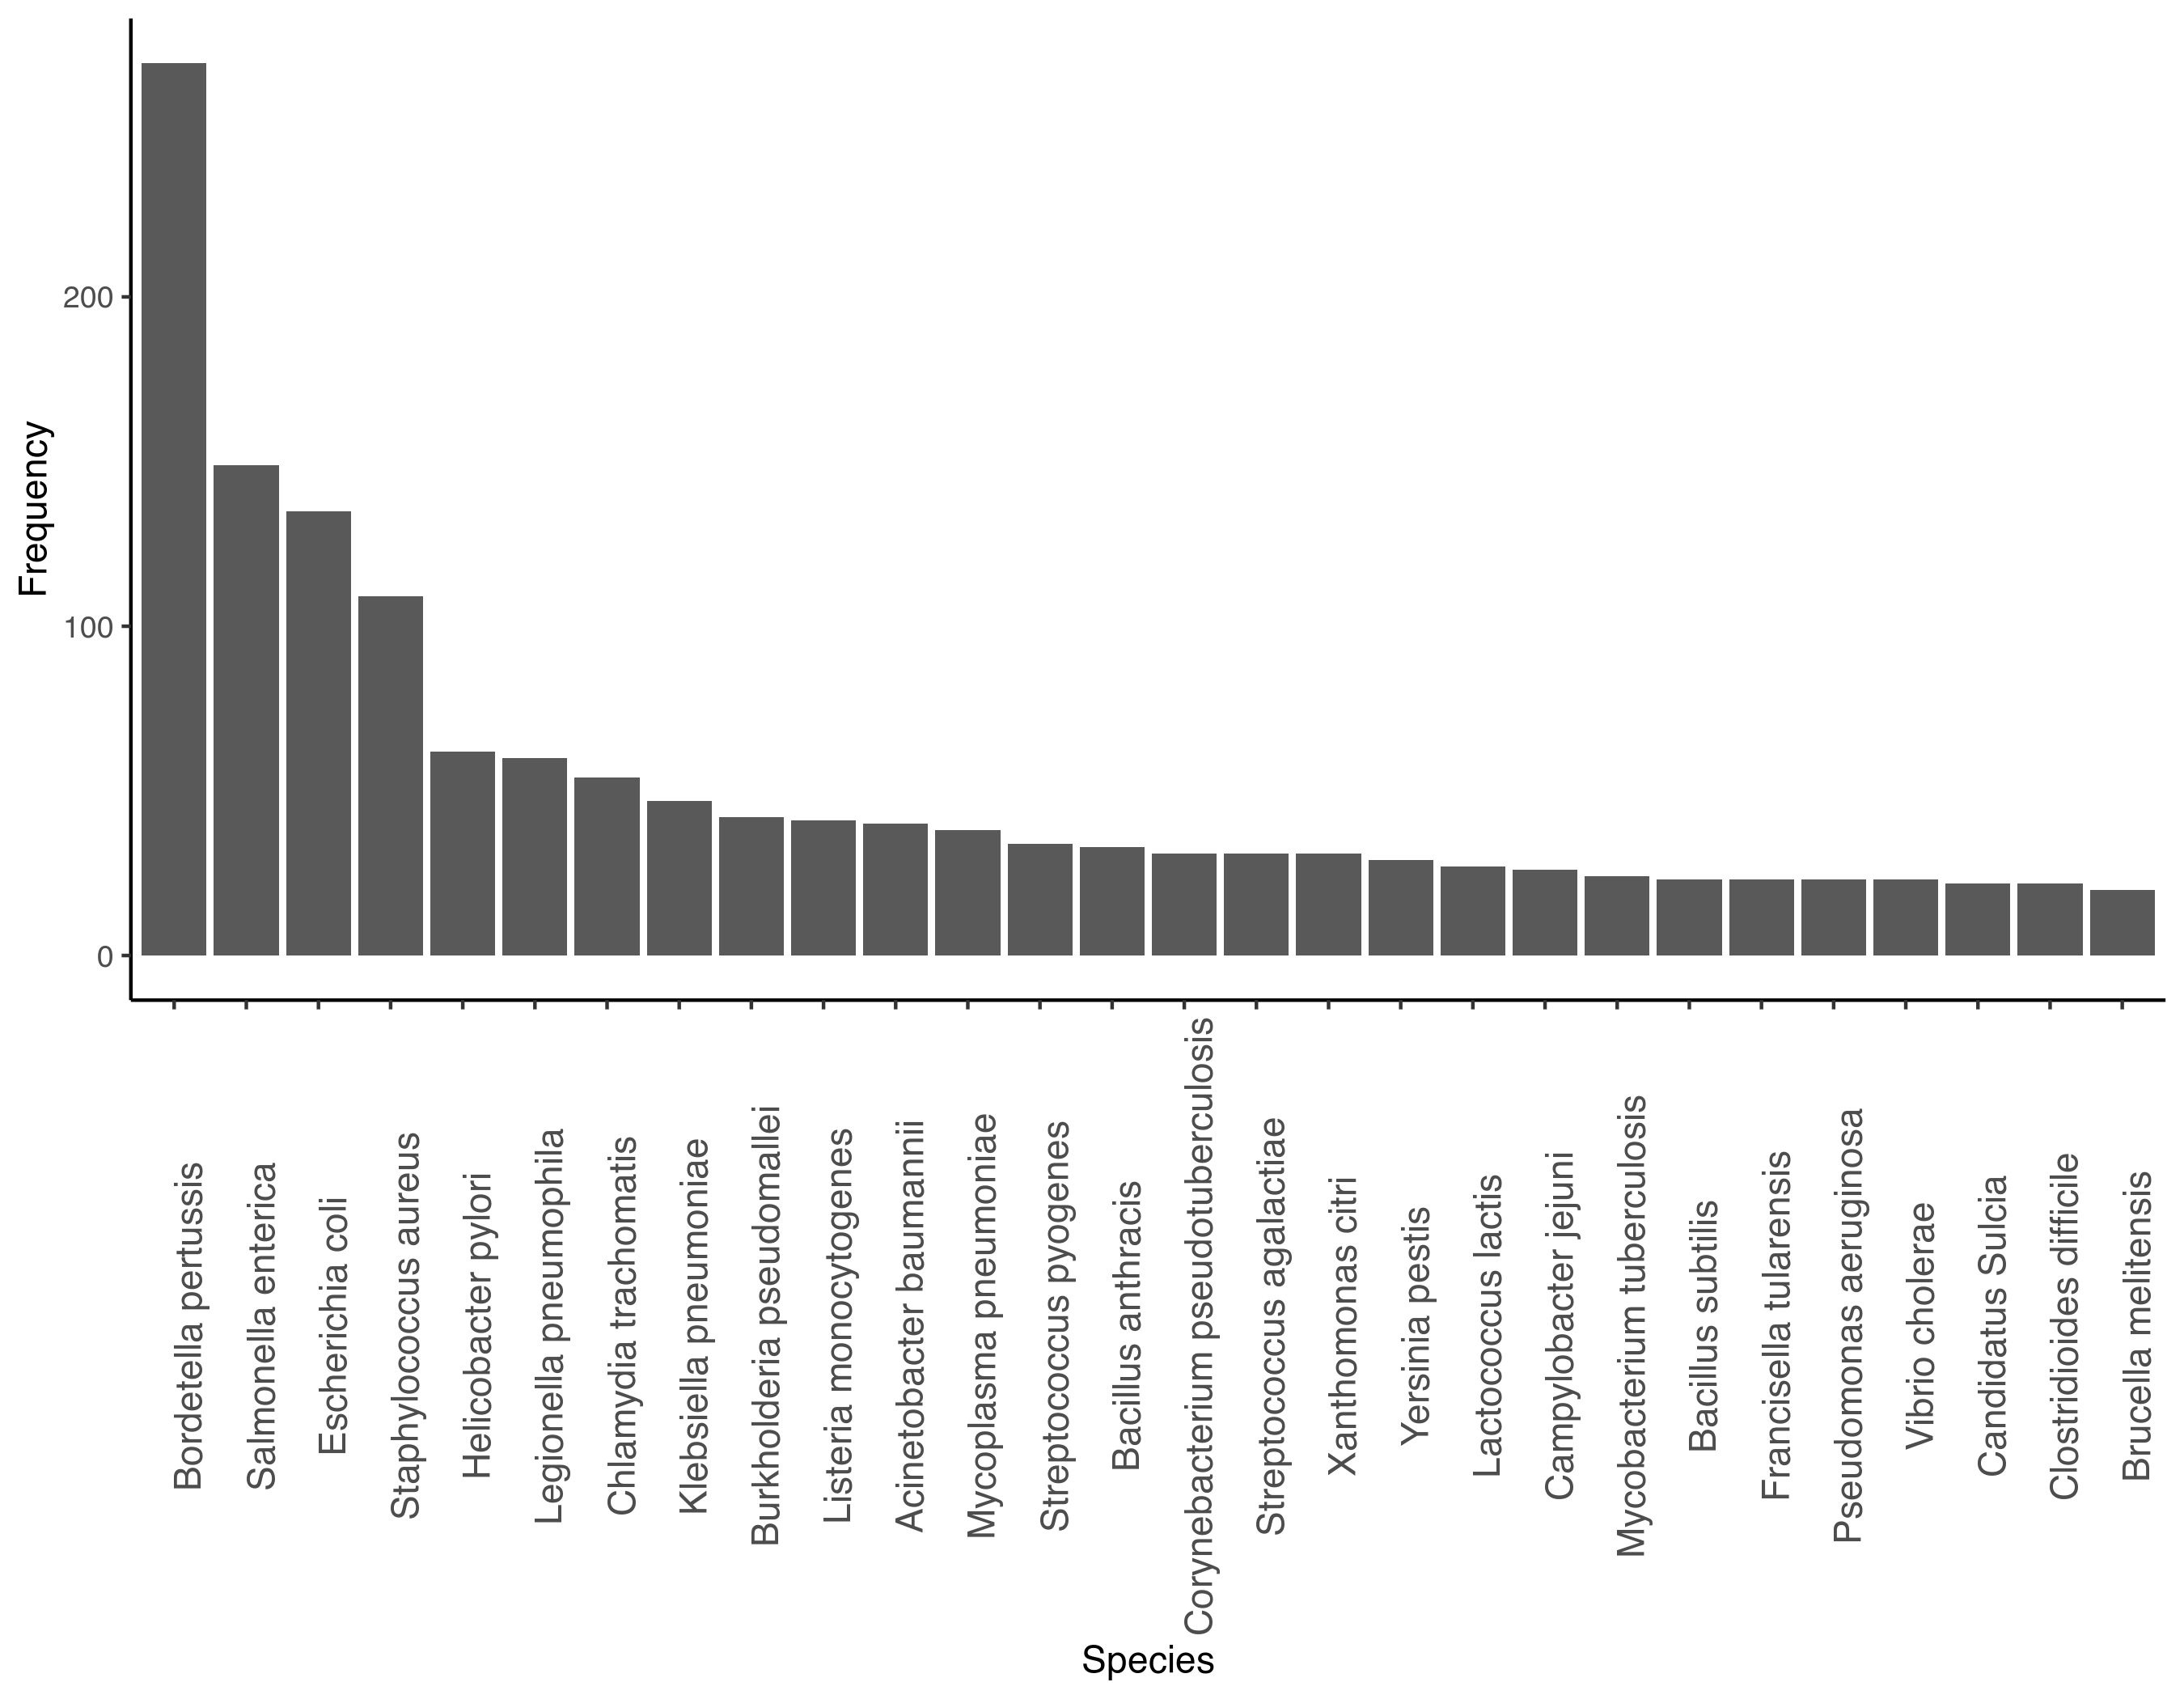 Frequency
200
100
0
Bordetella pertussis
Salmonella enterica
Escherichia coli
Staphylococcus aureus
Helicobacter pylori
Legionella pneumophila
Chlamydia trachomatis
Klebsiella pneumoniae
Burkholderia pseudomallei
Listeria monocytogenes
Acinetobacter baumannii
Mycoplasma pneumoniae
Streptococcus pyogenes
Bacillus anthracis
Corynebacterium pseudotuberculosis
Streptococcus agalactiae
Xanthomonas citri
Yersinia pestis
Lactococcus lactis
Campylobacter jejuni
Mycobacterium tuberculosis
Bacillus subtilis
Francisella tularensis
Pseudomonas aeruginosa
Vibrio cholerae
Candidatus Sulcia
Clostridioides difficile
Brucella melitensis
Species